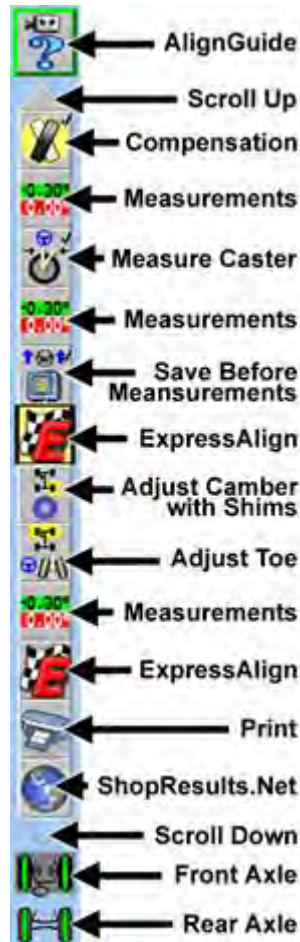 AlignGuide
Scroll Up
Compensation
-0.30°
0.00°
Measurements
Measure Caster
-0.30°
0.00°
Measurements
Save Before
Meansurements
E
ExpressAlign
Adjust Camber
with Shims
Adjust Toe
-0.30°
0.00°
Measurements
E
ExpressAlign
Print
ShopResults.Net
Scroll Down
Front Axle
Rear Axle